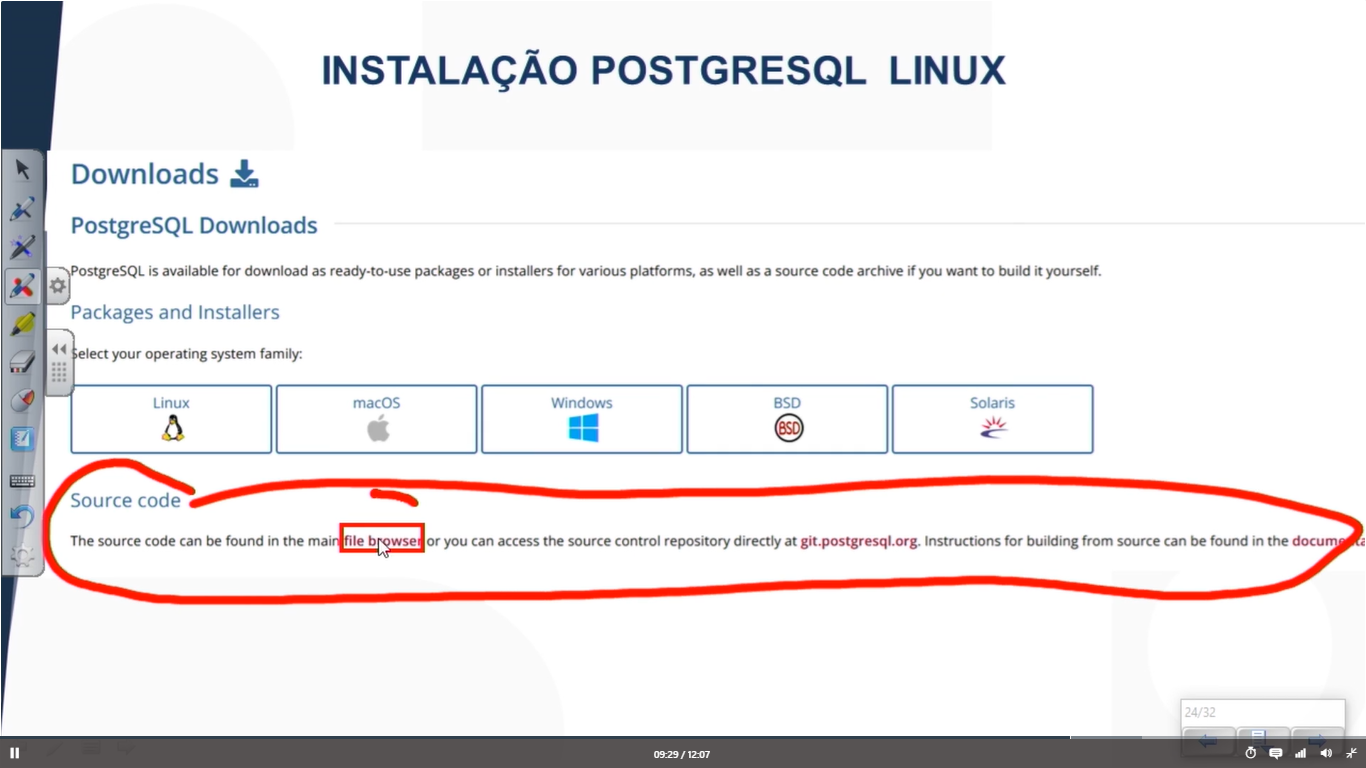 INSTALAÇÃO POSTGRESQL LINUX
Downloads
PostgreSQL Downloads
PostgreSQL is available for download as ready-to-use packages or installers for various platforms, as well as a source code archive if you want to build it yourself.
Packages and Installers
Select your operating system family:
Linux
macOS
Windows
BSD
Solaris
BSD
Source code
The source code can be found in the main file browser or you can access the source control repository directly at git.postgresql.org. Instructions for building from source can be found in the documenta
24/32
09:29 / 12:07